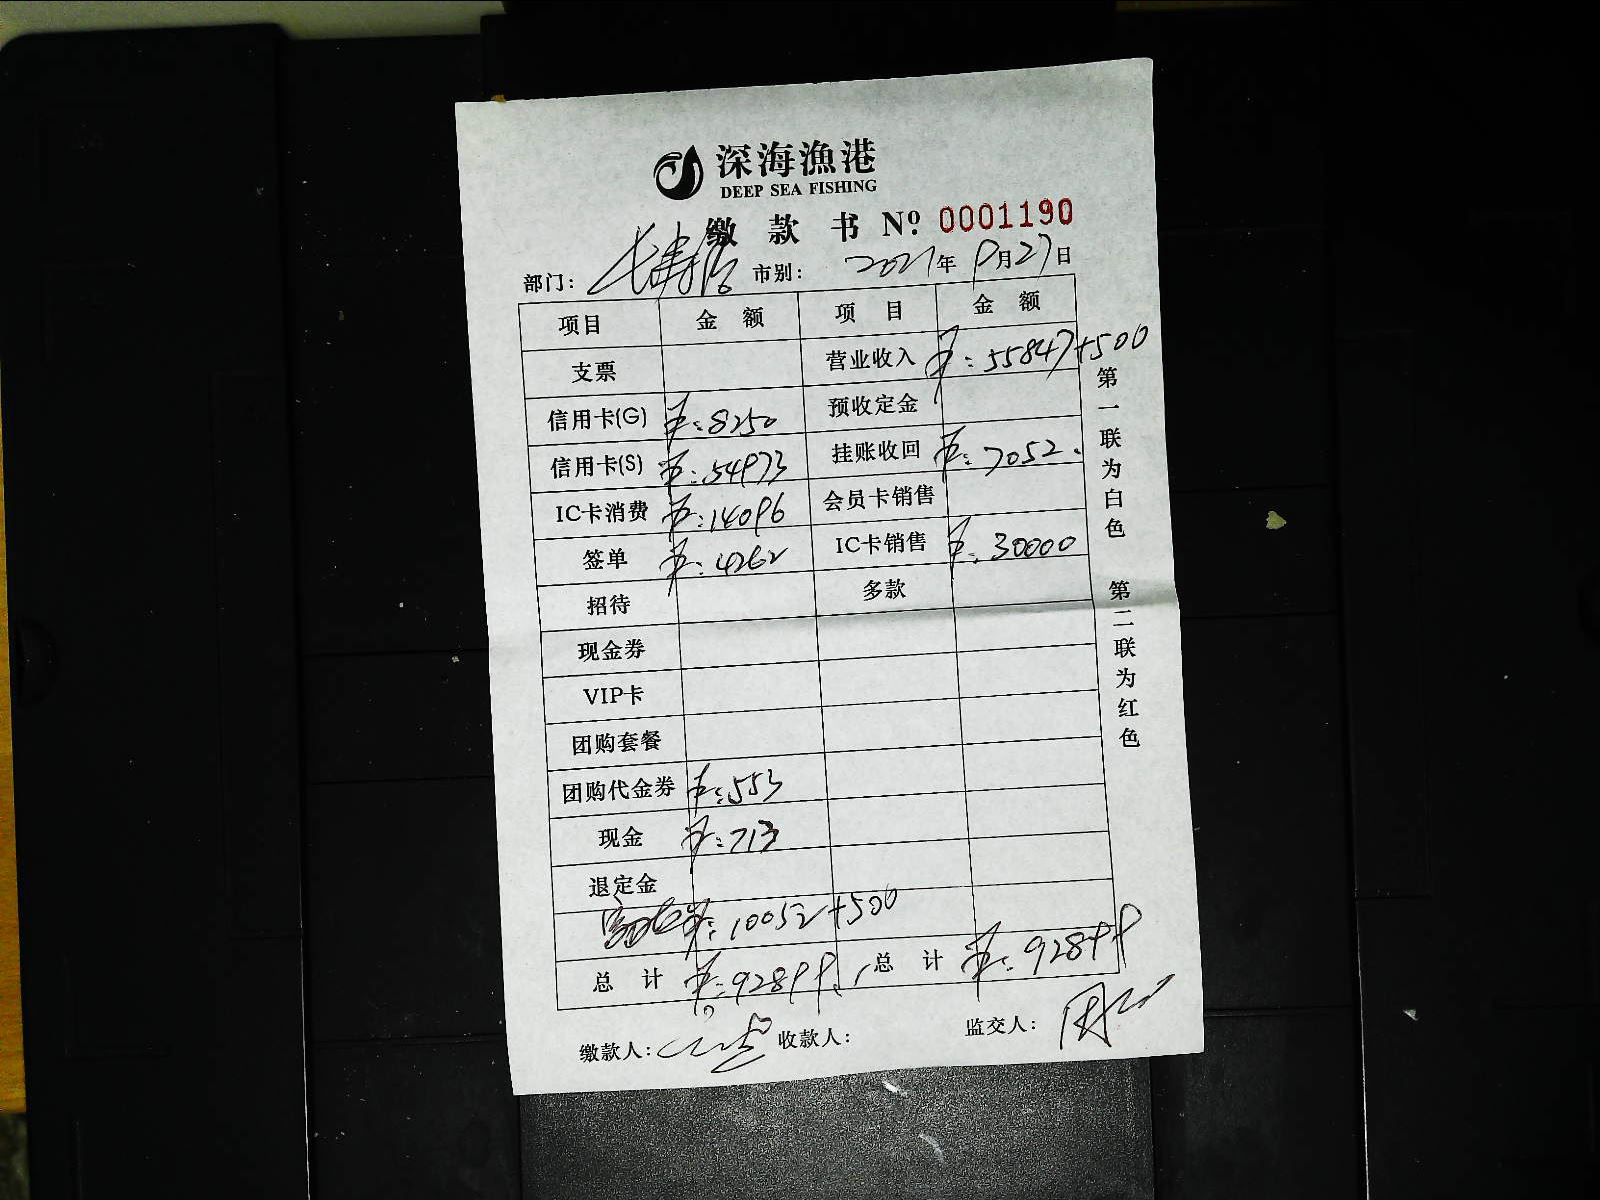 深海漁港
DEEP SEA FISHING
缴款书 Nº: 0001190
部门: 市别: 2021年9月27日
项目 金额 项目 金额
支票 营业收入 ¥:55847+500
信用卡(G) ¥:8250 预收定金
信用卡(S) ¥:54973 挂账收回 ¥:7052.
IC卡消费 ¥:14096 会员卡销售
签单 ¥:4262 IC卡销售 ¥:30000
招待 多款
现金券
VIP卡
团购套餐
团购代金券 ¥:553
现金 ¥:713
退定金
¥:10052+500
总计 ¥:92899 总计 ¥:92899
缴款人: 收款人: 监交人:
第一联为白色 第二联为红色